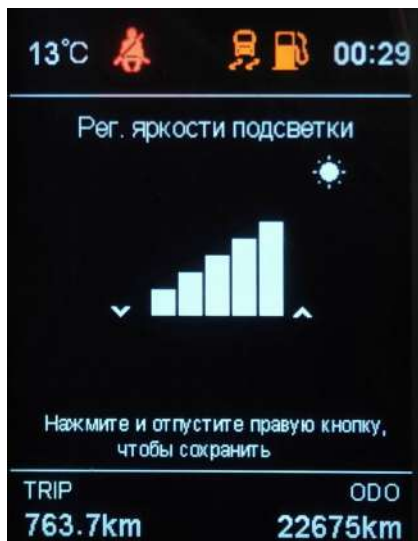 13°C 00:29
Рег. яркости подсветки
Нажмите и отпустите правую кнопку,
чтобы сохранить
TRIP ODO
763.7km 22675km